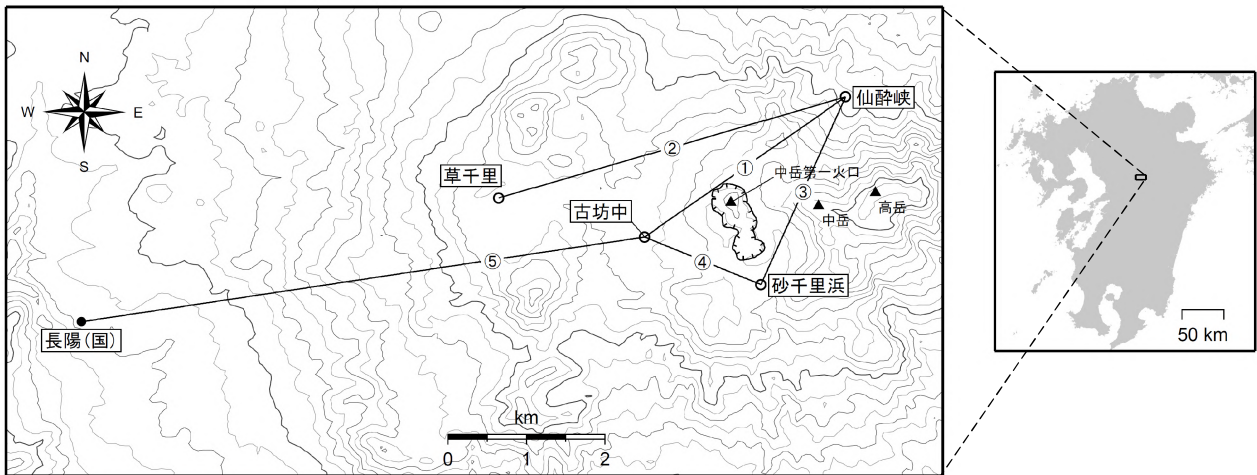 N
W
E
S
仙酔峡
②
草千里
①
中岳第一火口
③
古坊中
中岳
高岳
⑤
④
砂千里浜
長陽(国)
km
0 1 2
50 km